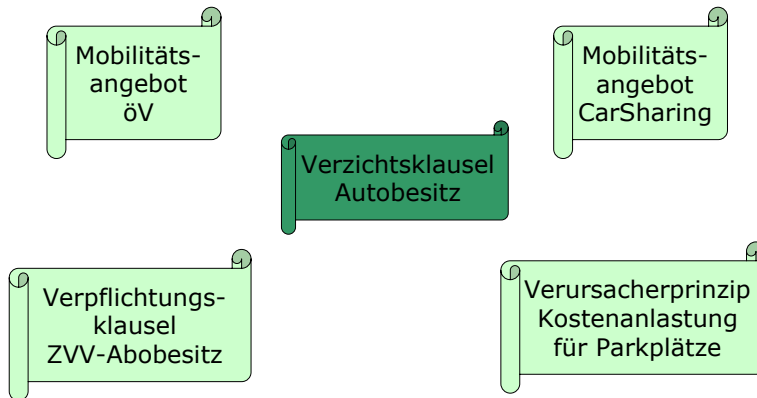 Mobilitäts-
angebot
öV
Mobilitäts-
angebot
CarSharing
Verzichtsklausel
Autobesitz
Verpflichtungs-
klausel
ZVV-Abobesitz
Verursacherprinzip
Kostenanlastung
für Parkplätze